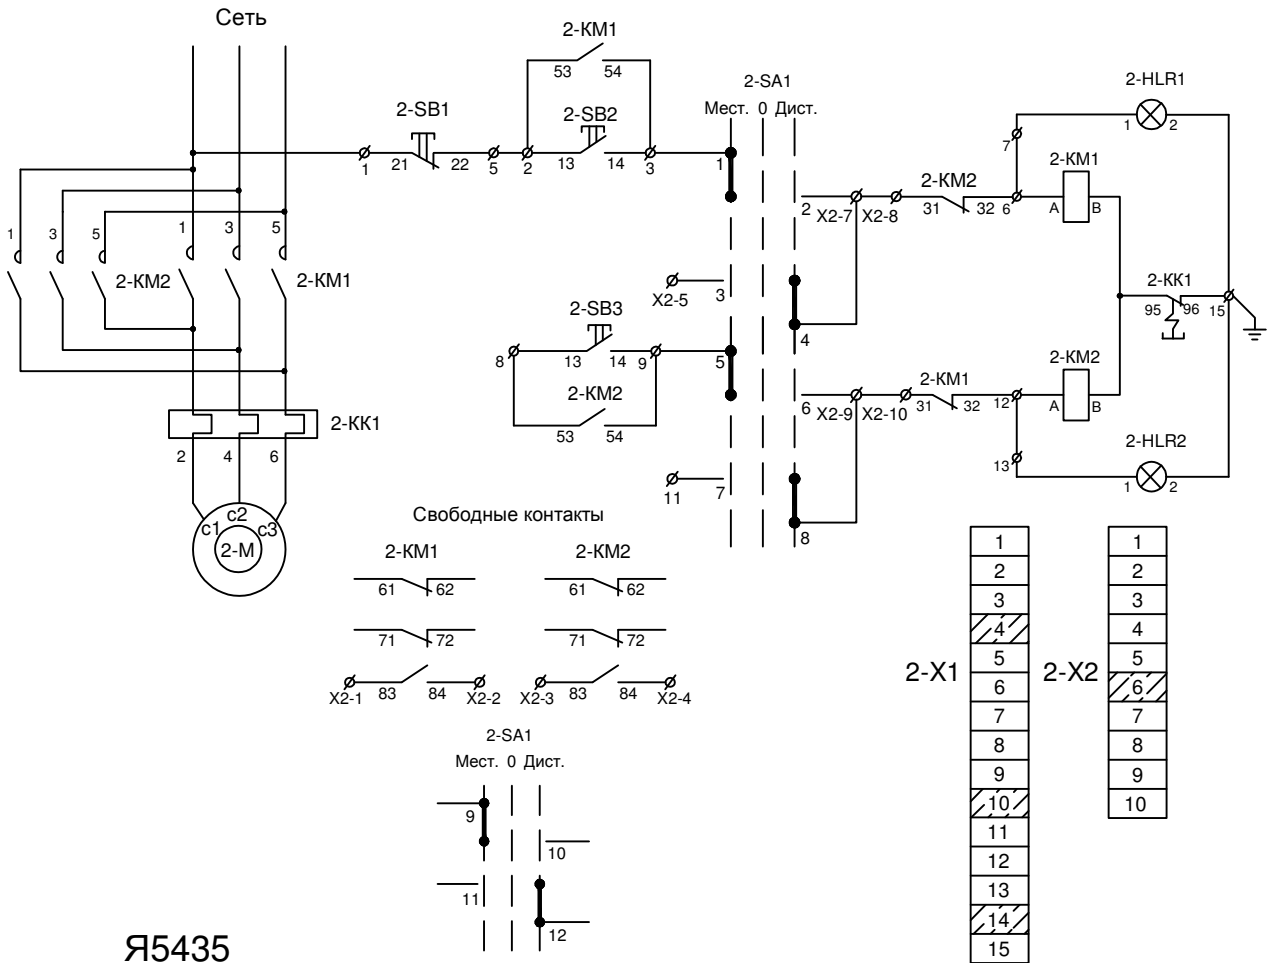 Сеть
2-КМ1
53 54
2-SB1
2-SB2
21 22
13 14
1
5
2
3
2-SA1
Мест. 0 Дист.
1
2
X2-7
X2-8
2-КМ2
31 32
6
7
2-HLR1
1 2
2-КМ1
A B
2-КК1
95 96
15
1 3 5
1 3 5
2-КМ2
2-КМ1
X2-5
3
4
2-SB3
8
13 14
9
5
2-КМ2
53 54
6
X2-9
X2-10
2-КМ1
31 32
12
2-КМ2
A B
13
2-HLR2
1 2
11
7
8
2-КК1
2 4 6
c1 c2 c3
2-М
Свободные контакты
2-КМ1 2-КМ2
61 62 61 62
71 72 71 72
X2-1 83 84 X2-2 X2-3 83 84 X2-4
2-SA1
Мест. 0 Дист.
9
10
11
12
2-X1
1
2
3
4
5
6
7
8
9
10
11
12
13
14
15
2-X2
1
2
3
4
5
6
7
8
9
10
Я5435